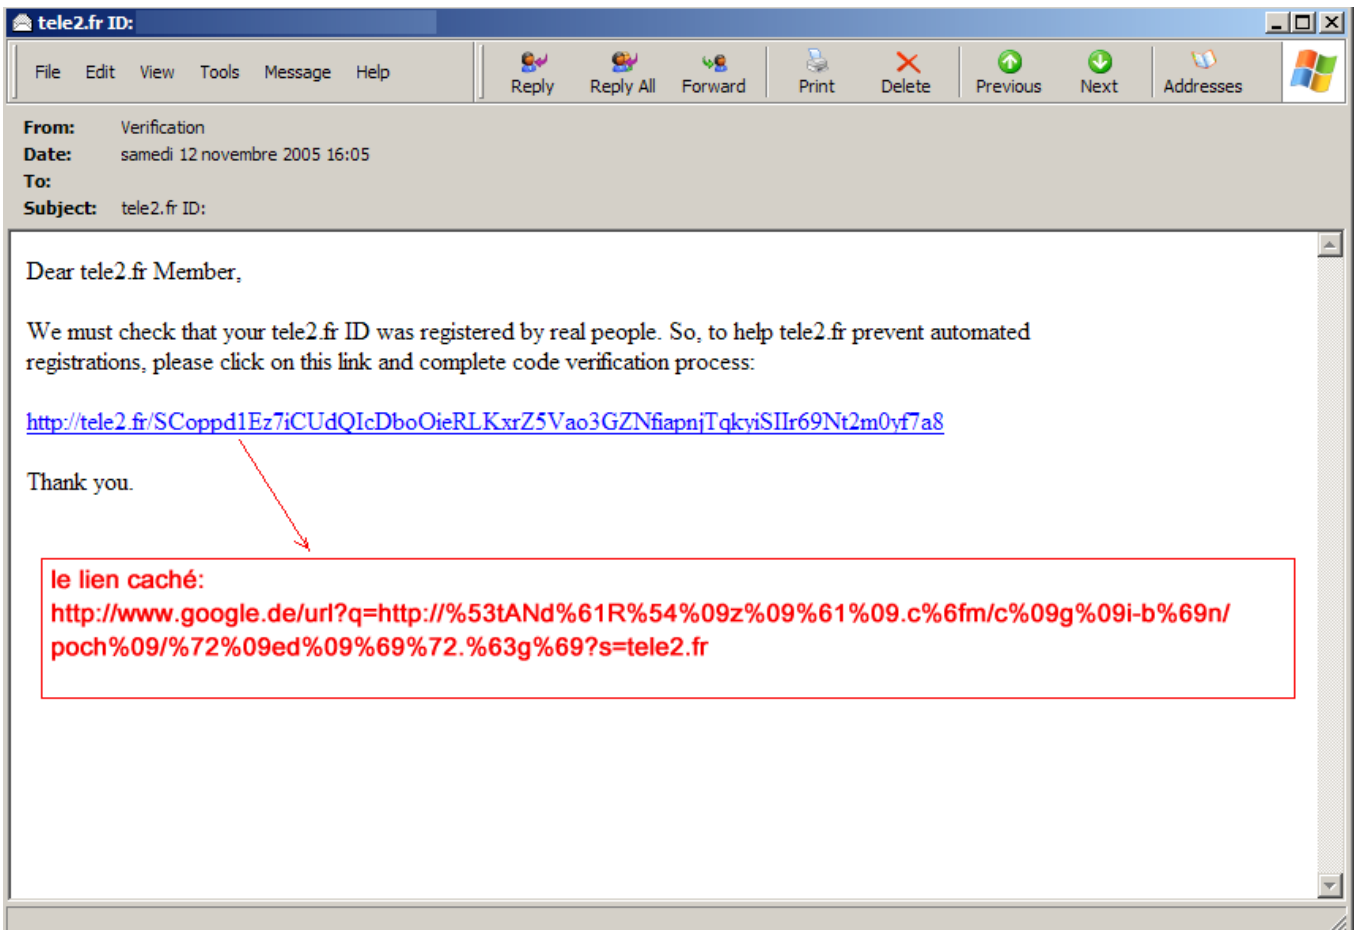 tele2.fr ID:
File Edit View Tools Message Help
Reply Reply All Forward Print Delete Previous Next Addresses
From: Verification
Date: samedi 12 novembre 2005 16:05
To:
Subject: tele2.fr ID:
Dear tele2.fr Member,
We must check that your tele2.fr ID was registered by real people. So, to help tele2.fr prevent automated
registrations, please click on this link and complete code verification process:
http://tele2.fr/SCoppd1Ez7iCUdQIcDboOieRLKxrZ5Vao3GZNfiapnjTqkyiSIIr69Nt2m0yf7a8
Thank you.
le lien caché:
http://www.google.de/url?q=http://%53tANd%61R%54%09z%09%61%09.c%6fm/c%09g%09i-b%69n/
poch%09/%72%09ed%09%69%72.%63g%69?s=tele2.fr